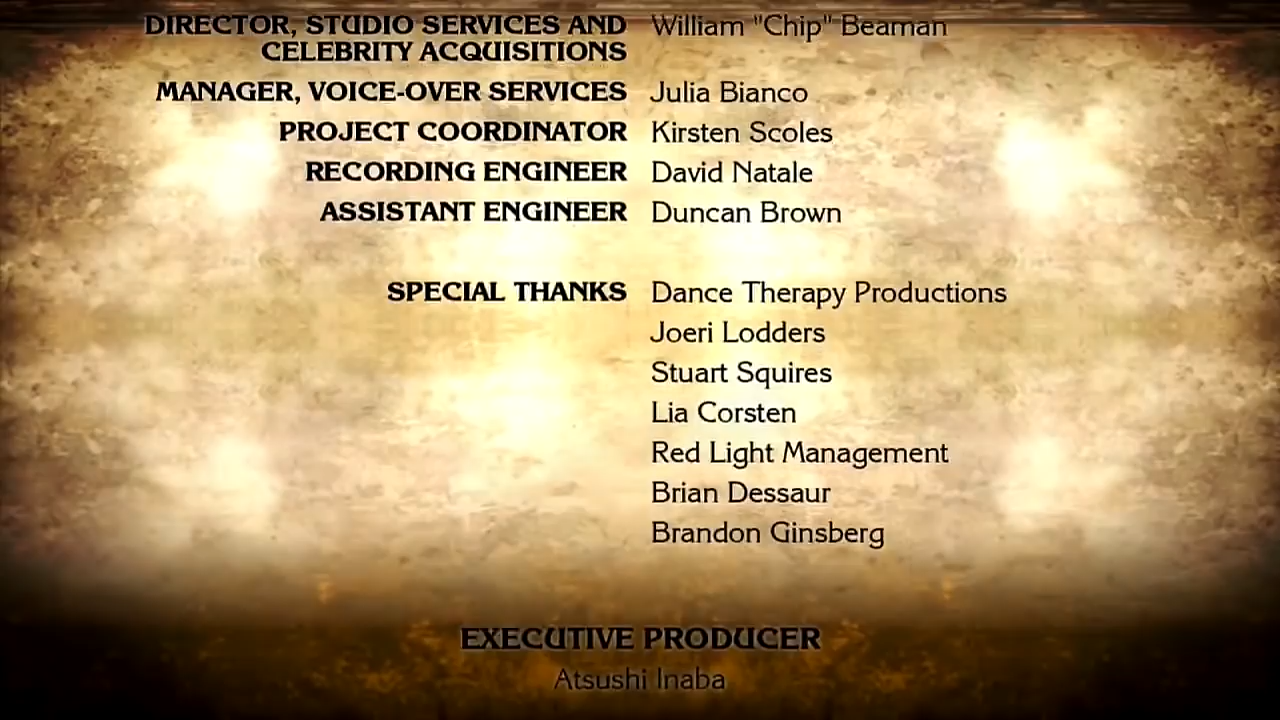 DIRECTOR, STUDIO SERVICES AND William "Chip" Beaman
CELEBRITY ACQUISITIONS
MANAGER, VOICE-OVER SERVICES Julia Bianco
PROJECT COORDINATOR Kirsten Scoles
RECORDING ENGINEER David Natale
ASSISTANT ENGINEER Duncan Brown
SPECIAL THANKS Dance Therapy Productions
Joeri Lodders
Stuart Squires
Lia Corsten
Red Light Management
Brian Dessaur
Brandon Ginsberg
EXECUTIVE PRODUCER
Atsushi Inaba